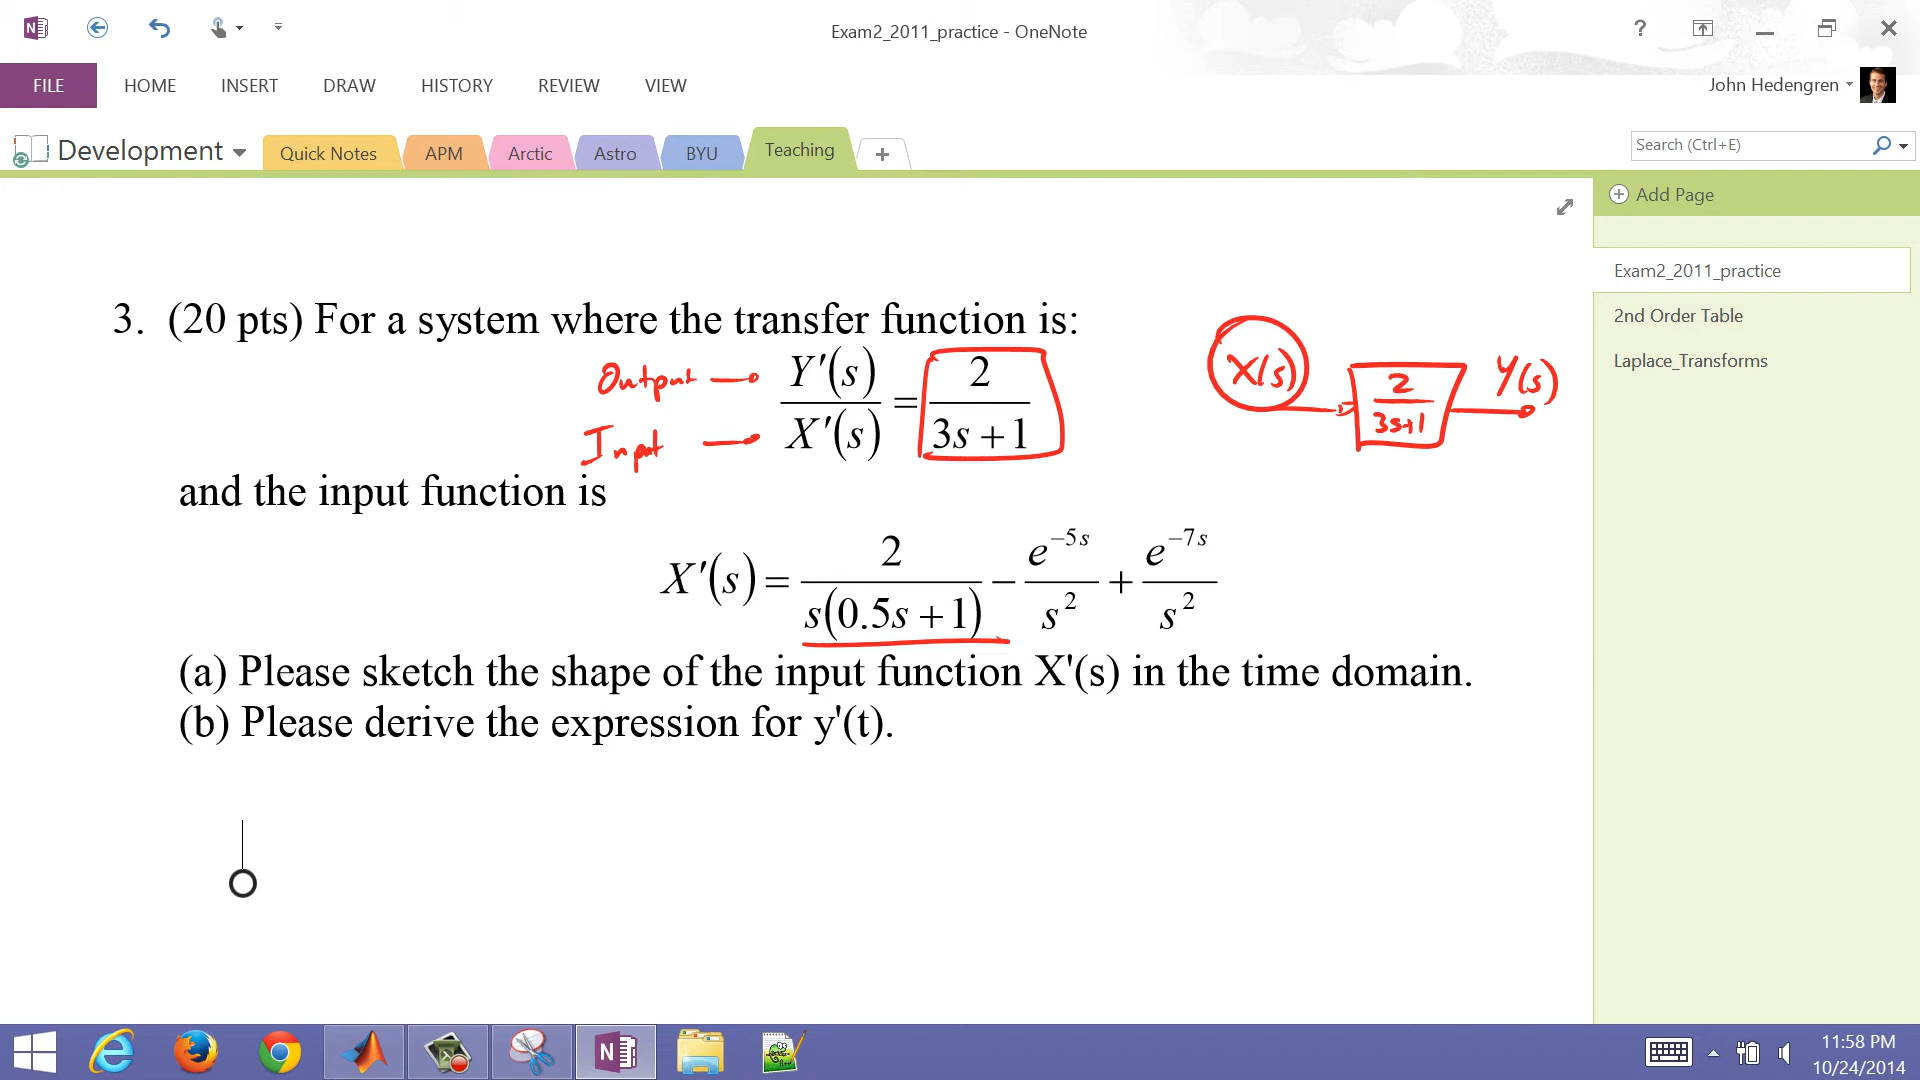 Exam2_2011_practice - OneNote
?
FILE HOME INSERT DRAW HISTORY REVIEW VIEW
John Hedengren
Development
Quick Notes APM Arctic Astro BYU Teaching +
Search (Ctrl+E)
Add Page
Exam2_2011_practice
2nd Order Table
Laplace_Transforms
3. (20 pts) For a system where the transfer function is:
Output → Y'(s) / X'(s) = 2 / (3s + 1)
Input →
X(s) → 2 / (3s+1) → Y(s)
and the input function is
X'(s) = 2 / s(0.5s + 1) − e^{−5s} / s^2 + e^{−7s} / s^2
(a) Please sketch the shape of the input function X'(s) in the time domain.
(b) Please derive the expression for y'(t).
11:58 PM
10/24/2014